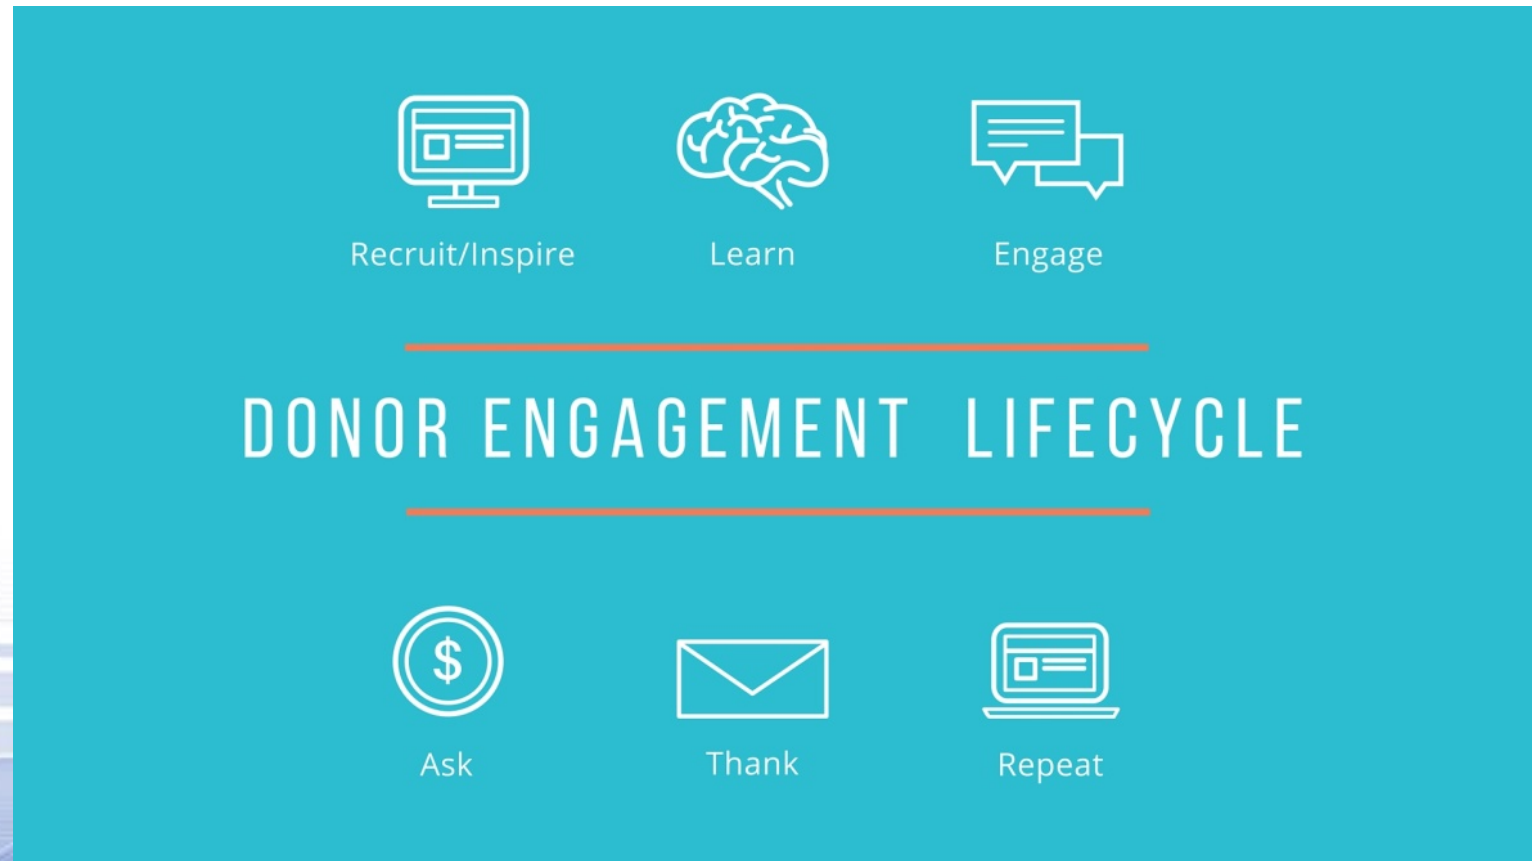 Recruit/Inspire
Learn
Engage
DONOR ENGAGEMENT LIFECYCLE
$
Ask
Thank
Repeat